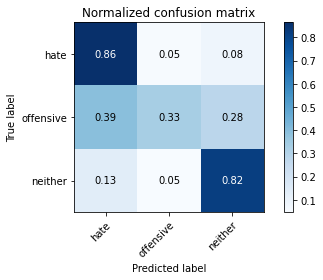 Normalized confusion matrix
True label
hate
0.86 0.05 0.08
offensive
0.39 0.33 0.28
neither
0.13 0.05 0.82
hate
offensive
neither
Predicted label
0.8
0.7
0.6
0.5
0.4
0.3
0.2
0.1